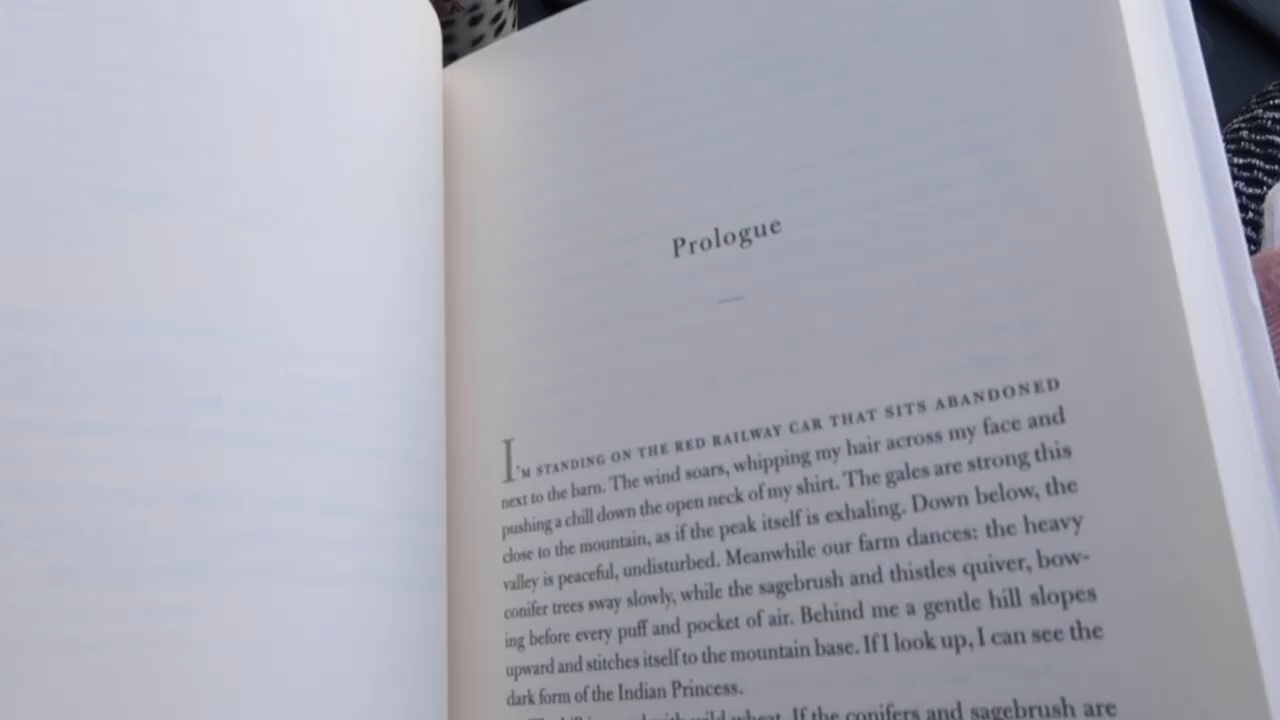 Prologue
I'M STANDING ON THE RED RAILWAY CAR THAT SITS ABANDONED
next to the barn. The wind soars, whipping my hair across my face and
pushing a chill down the open neck of my shirt. The gales are strong this
close to the mountain, as if the peak itself is exhaling. Down below, the
valley is peaceful, undisturbed. Meanwhile our farm dances: the heavy
conifer trees sway slowly, while the sagebrush and thistles quiver, bow-
ing before every puff and pocket of air. Behind me a gentle hill slopes
upward and stitches itself to the mountain base. If I look up, I can see the
dark form of the Indian Princess.
wild wheat. If the conifers and sagebrush are